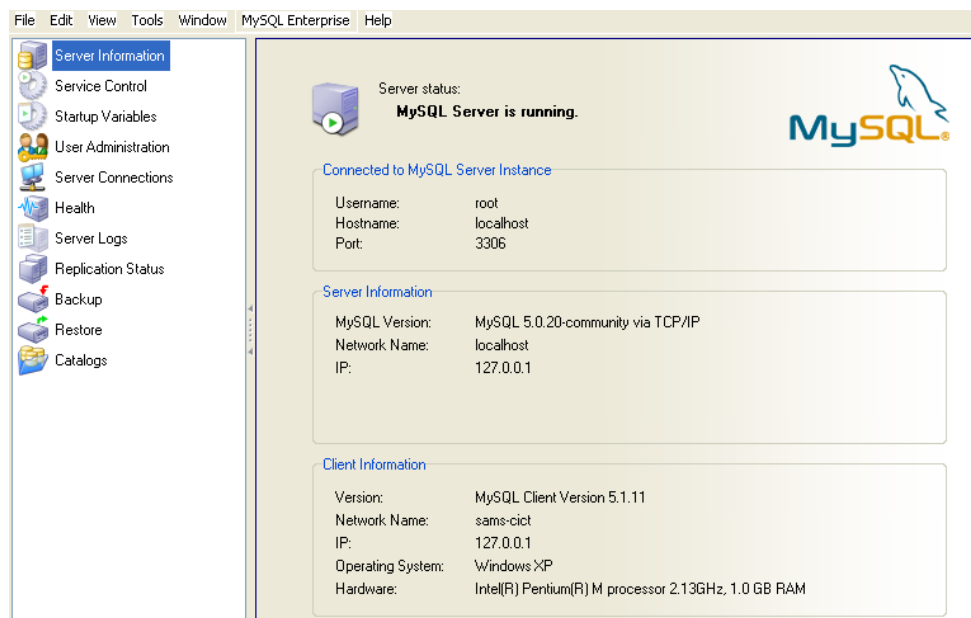 File Edit View Tools Window MySQL Enterprise Help
Server Information
Service Control
Startup Variables
User Administration
Server Connections
Health
Server Logs
Replication Status
Backup
Restore
Catalogs
Server status:
MySQL Server is running.
MySQL®
Connected to MySQL Server Instance
Username: root
Hostname: localhost
Port: 3306
Server Information
MySQL Version: MySQL 5.0.20-community via TCP/IP
Network Name: localhost
IP: 127.0.0.1
Client Information
Version: MySQL Client Version 5.1.11
Network Name: sams-cict
IP: 127.0.0.1
Operating System: Windows XP
Hardware: Intel(R) Pentium(R) M processor 2.13GHz, 1.0 GB RAM